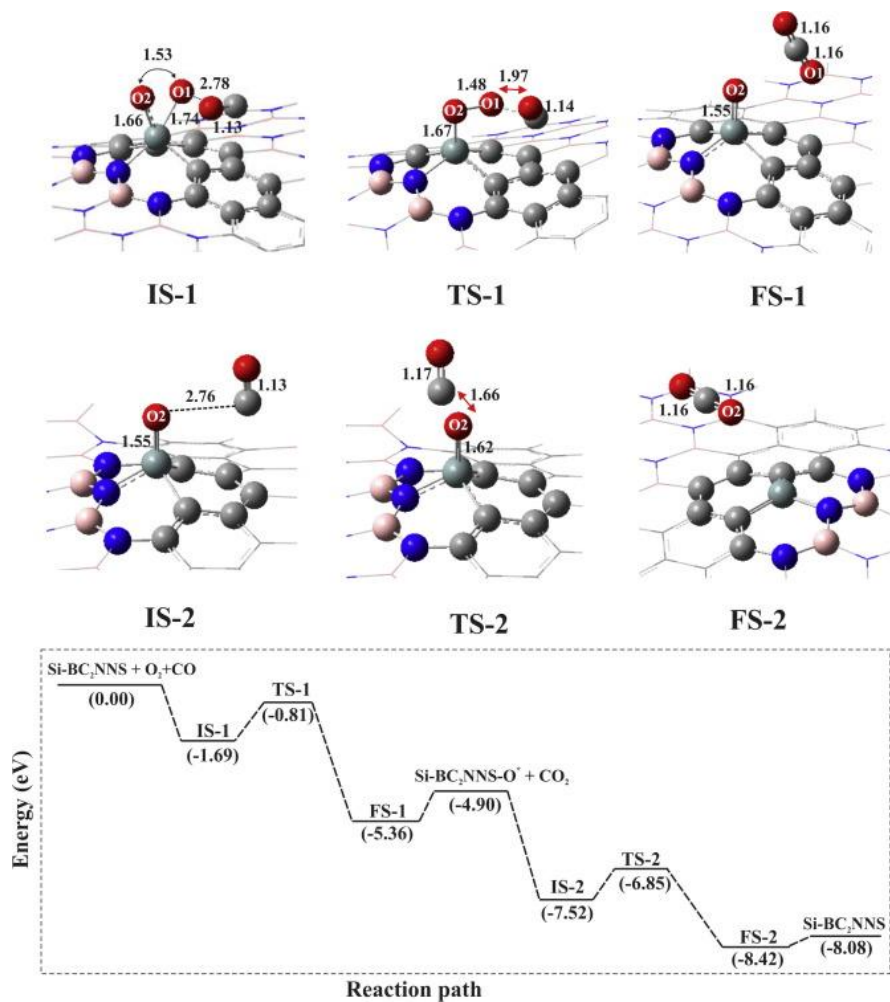 1.53
2.78
O2
O1
1.66
1.74
1.13
IS-1
1.48
1.97
O2
O1
1.14
1.67
TS-1
1.16
1.16
O1
O2
1.55
FS-1
1.13
2.76
O2
1.55
IS-2
1.17
1.66
O2
1.62
TS-2
1.16
1.16
O2
FS-2
Energy (eV)
Si-BC₂NNS + O₂+CO
(0.00)
IS-1
(-1.69)
TS-1
(-0.81)
FS-1
(-5.36)
Si-BC₂NNS-O* + CO₂
(-4.90)
IS-2
(-7.52)
TS-2
(-6.85)
FS-2
(-8.42)
Si-BC₂NNS
(-8.08)
Reaction path